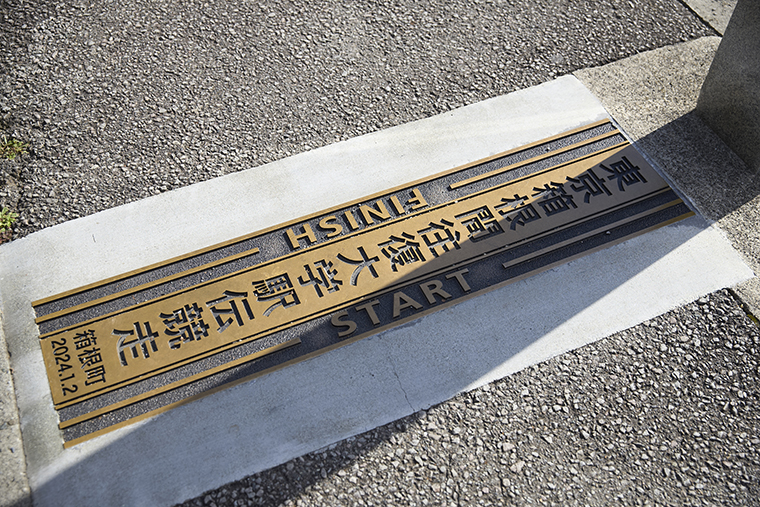 FINISH
東京箱根間往復大学駅伝競走
START
箱根町
2024.1.2